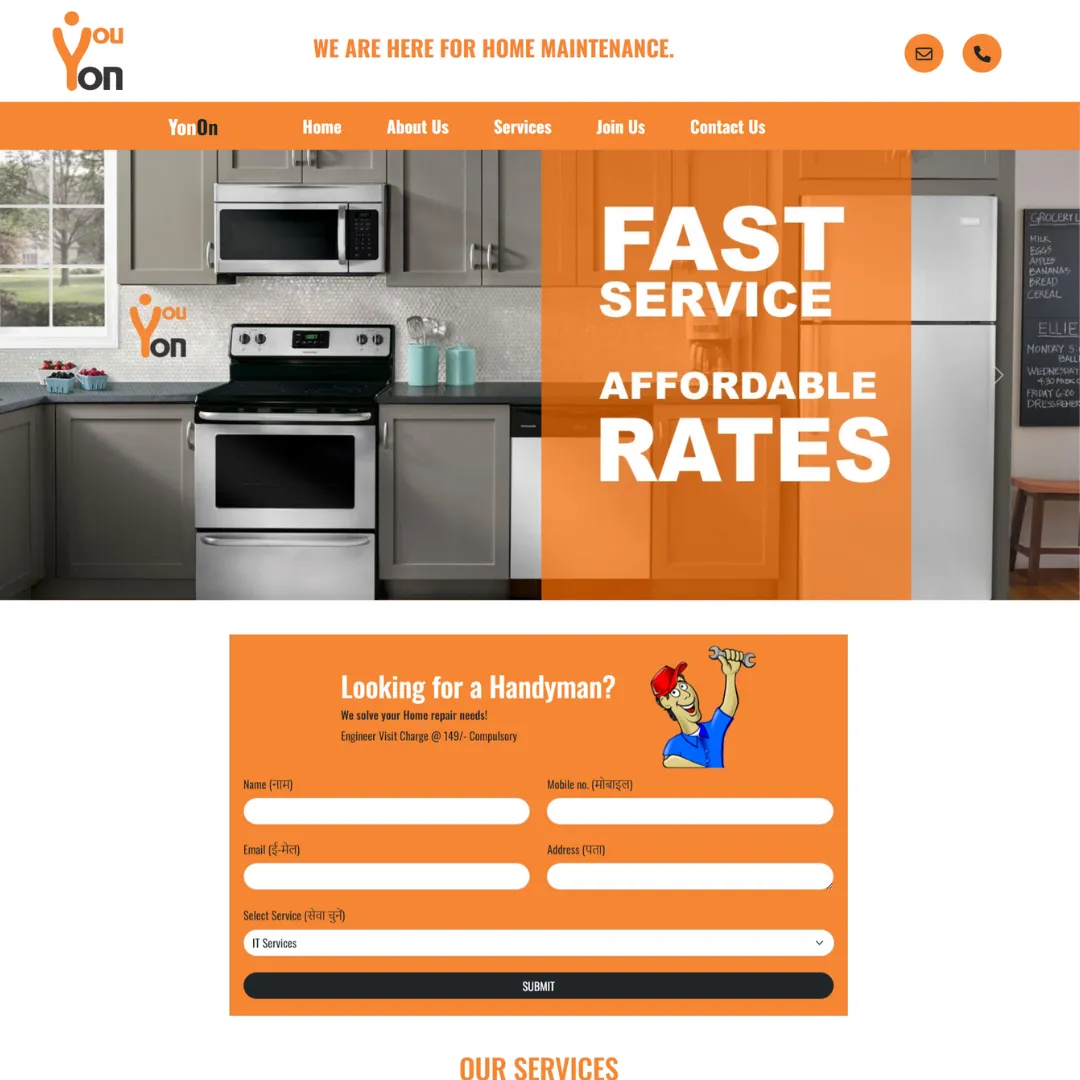 You
Yon
WE ARE HERE FOR HOME MAINTENANCE.
YonOn
Home
About Us
Services
Join Us
Contact Us
FAST
SERVICE
AFFORDABLE
RATES
You
Yon
GROCERY L
MILK
EGGS
APPLES
BANANAS
BREAD
CEREAL
ELLIE
MONDAY 5:
BALL
WEDNESDAY
4:30 MUSIC C
FRIDAY 6:00
DRESS REHE
Looking for a Handyman?
We solve your Home repair needs!
Engineer Visit Charge @ 149/- Compulsory
Name (नाम)
Mobile no. (मोबाइल)
Email (ई-मेल)
Address (पता)
Select Service (सेवा चुनें)
IT Services
SUBMIT
OUR SERVICES